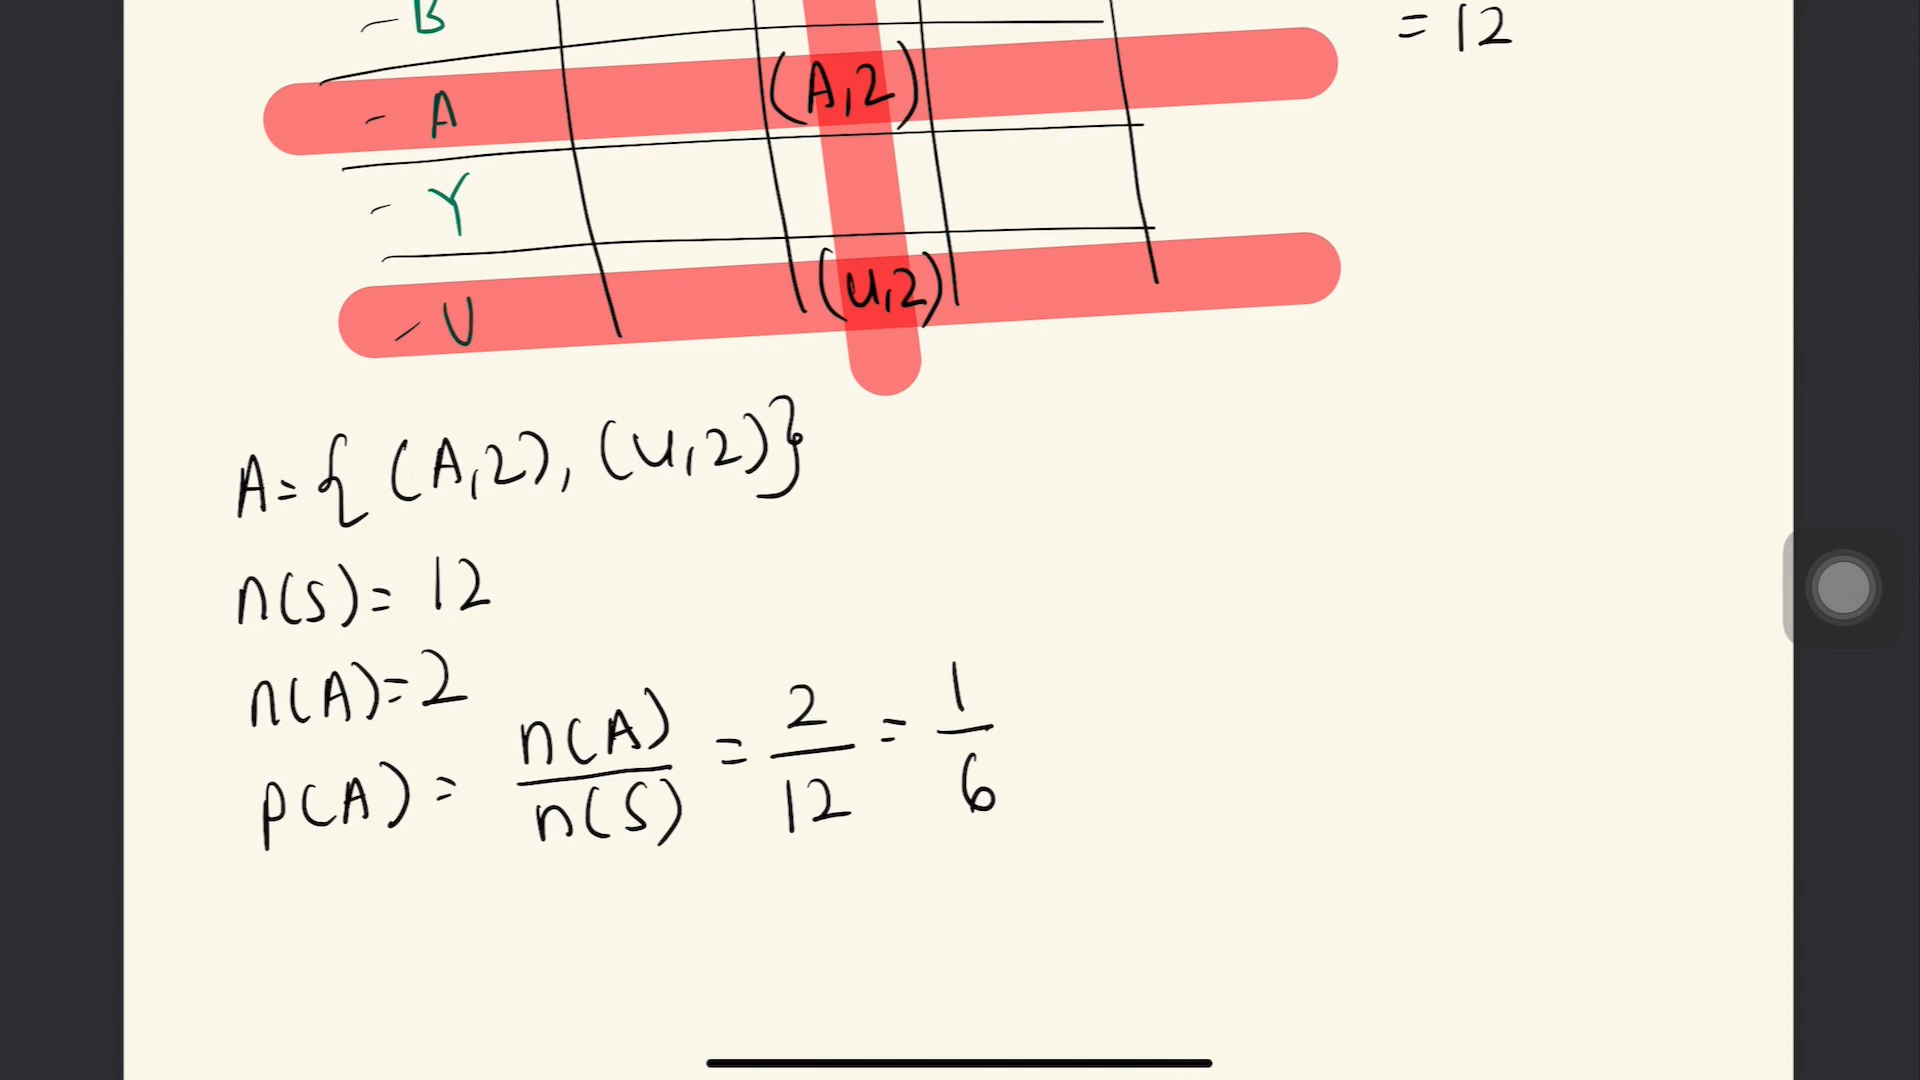 - B
= 12
- A (A,2)
- Y
- U (U,2)
A = { (A,2), (U,2)}
n(S) = 12
n(A) = 2
P(A) = n(A)/n(S) = 2/12 = 1/6